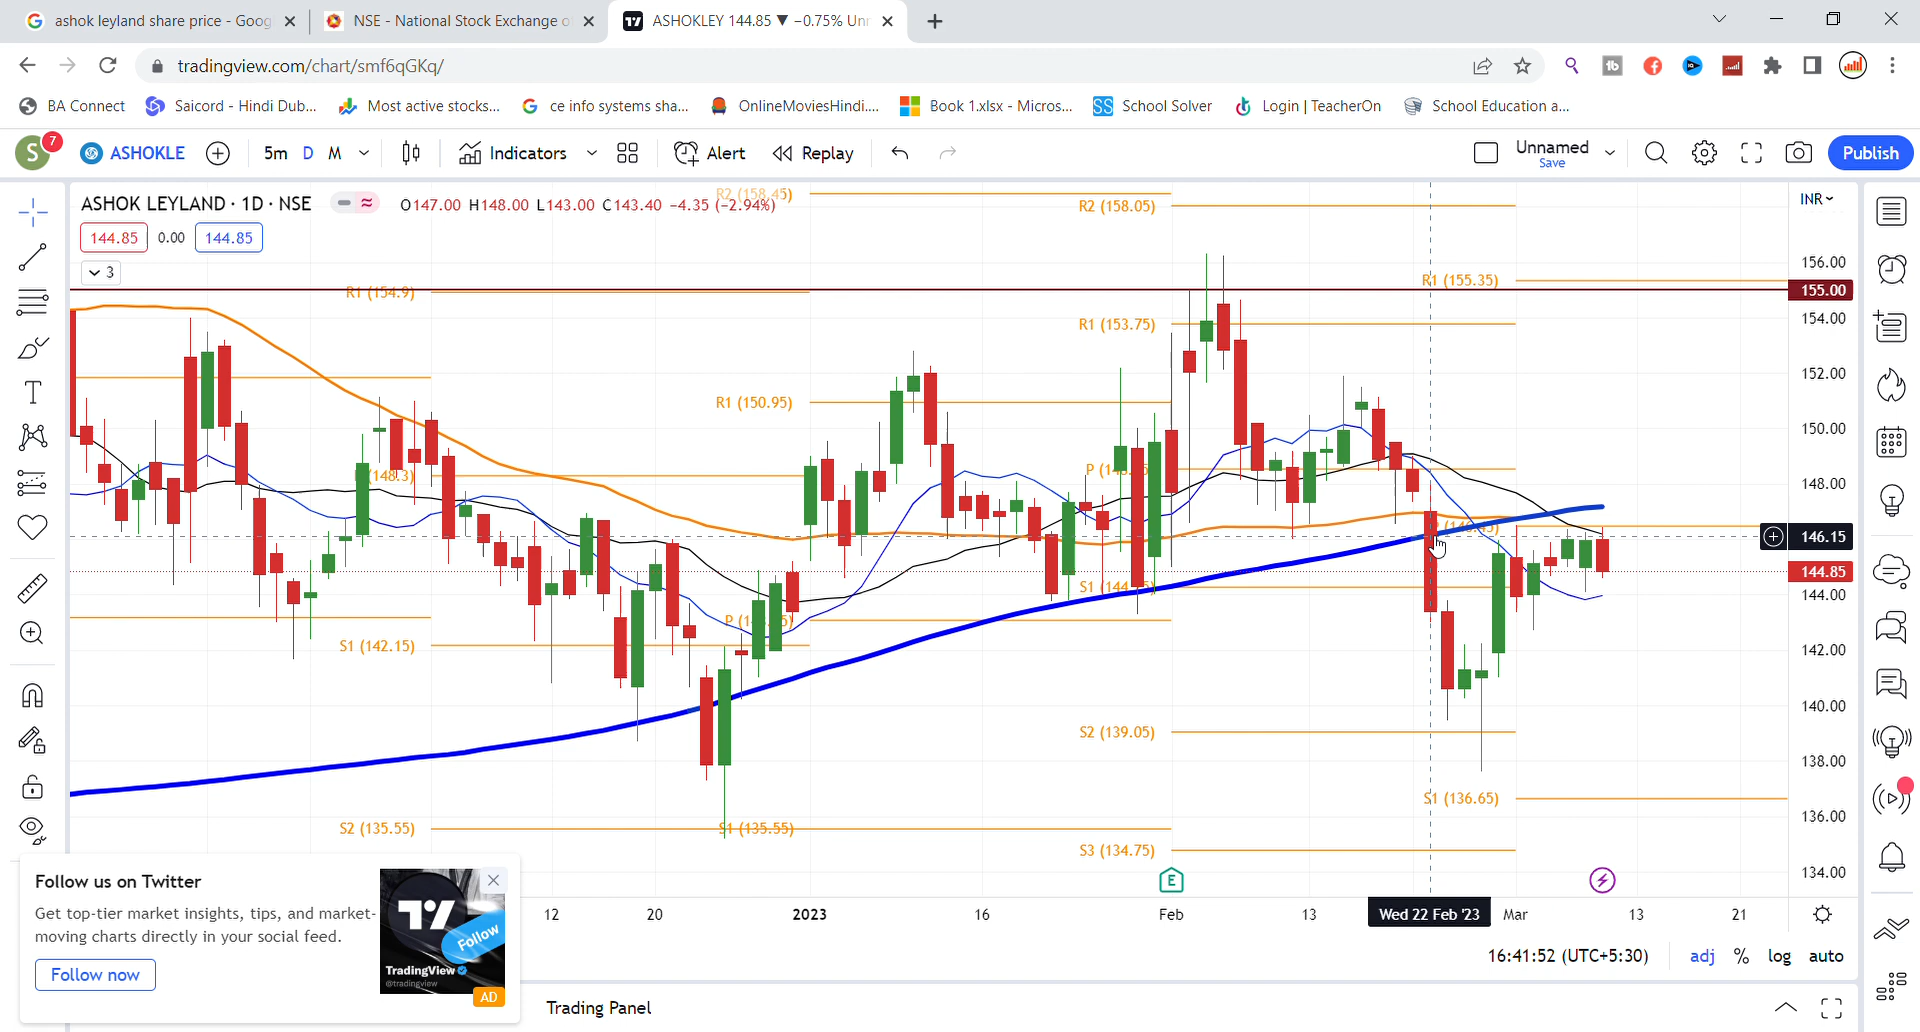 ash​ok leyland share price - Goog
NSE - National Stock Exchange o
ASHOKLEY 144.85 ▼ −0.75% Unn
tradingview.com/chart/smf6qGKq/
BA Connect
Saicord - Hindi Dub...
Most active stocks...
ce info systems sha...
OnlineMoviesHindi....
Book 1.xlsx - Micros...
School Solver
Login | TeacherOn
School Education a...
S
7
ASHOKLE
5m
D
M
Indicators
Alert
Replay
Unnamed
Save
Publish
ASHOK LEYLAND · 1D · NSE
O147.00 H148.00 L143.00 C143.40 −4.35 (−2.94%)
144.85
0.00
144.85
3
R2 (158.45)
R2 (158.05)
R1 (155.35)
R1 (154.9)
R1 (153.75)
R1 (150.95)
S1 (142.15)
S2 (139.05)
S1 (136.65)
S2 (135.55)
S1 (135.55)
S3 (134.75)
INR
156.00
155.00
154.00
152.00
150.00
148.00
146.15
144.85
144.00
142.00
140.00
138.00
136.00
134.00
E
12
20
2023
16
Feb
13
Wed 22 Feb '23
Mar
13
21
16:41:52 (UTC+5:30)
adj
%
log
auto
Follow us on Twitter
Get top-tier market insights, tips, and market-
moving charts directly in your social feed.
Follow now
Follow
TradingView
@tradingview
AD
Trading Panel